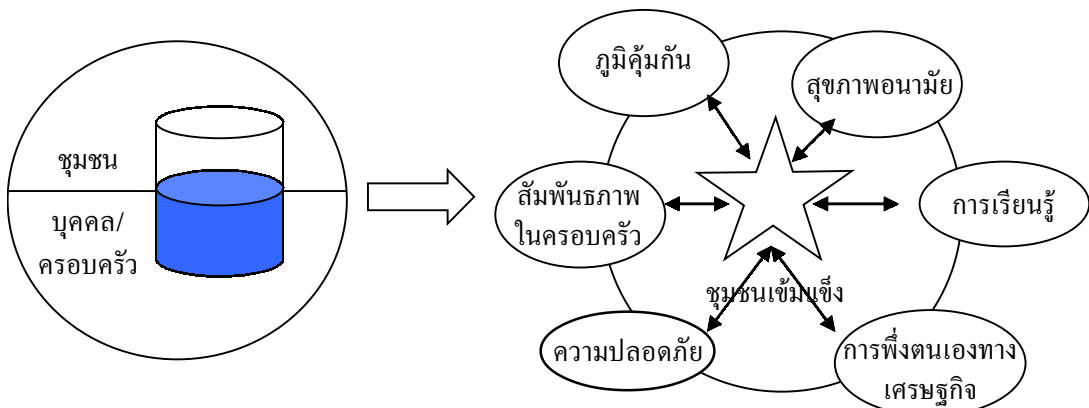 ชุมชน
บุคคล/
ครอบครัว
ภูมิคุ้มกัน
สุขภาพอนามัย
สัมพันธภาพ
ในครอบครัว
การเรียนรู้
ชุมชนเข้มแข็ง
ความปลอดภัย
การพึ่งตนเองทาง
เศรษฐกิจ